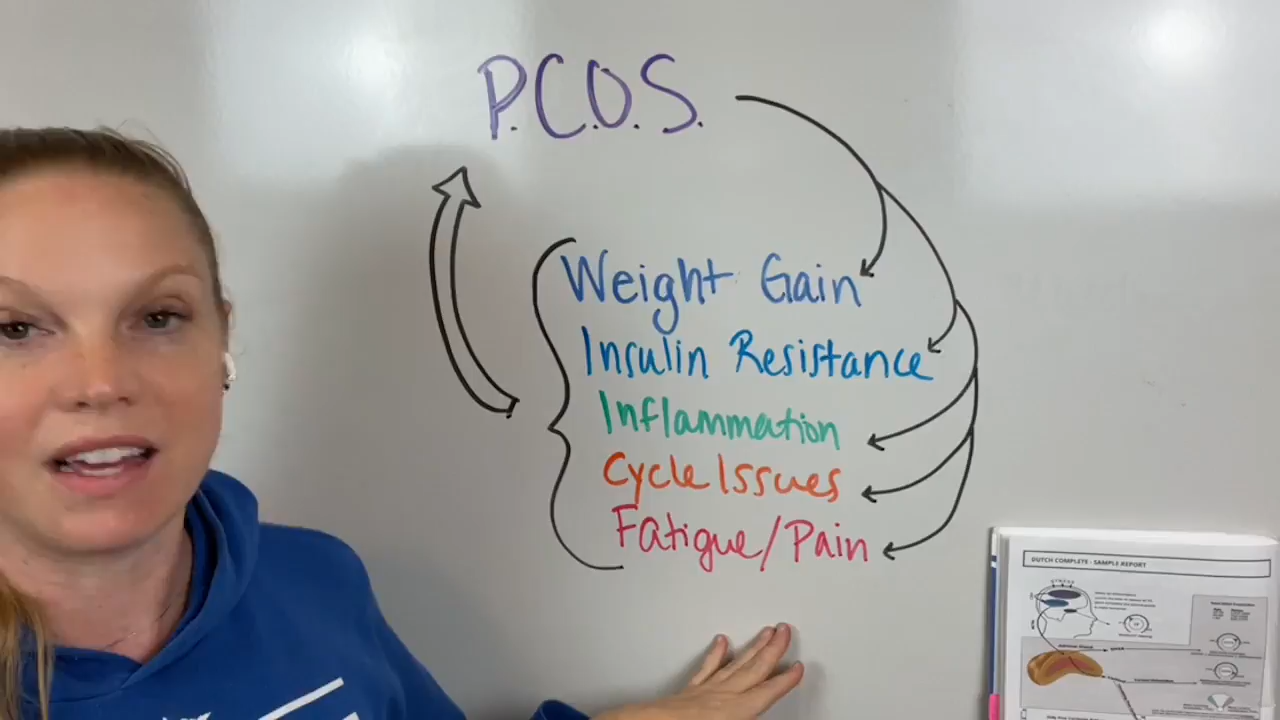 P.C.O.S.
Weight Gain
Insulin Resistance
Inflammation
Cycle Issues
Fatigue/Pain
DUTCH COMPLETE - SAMPLE REPORT